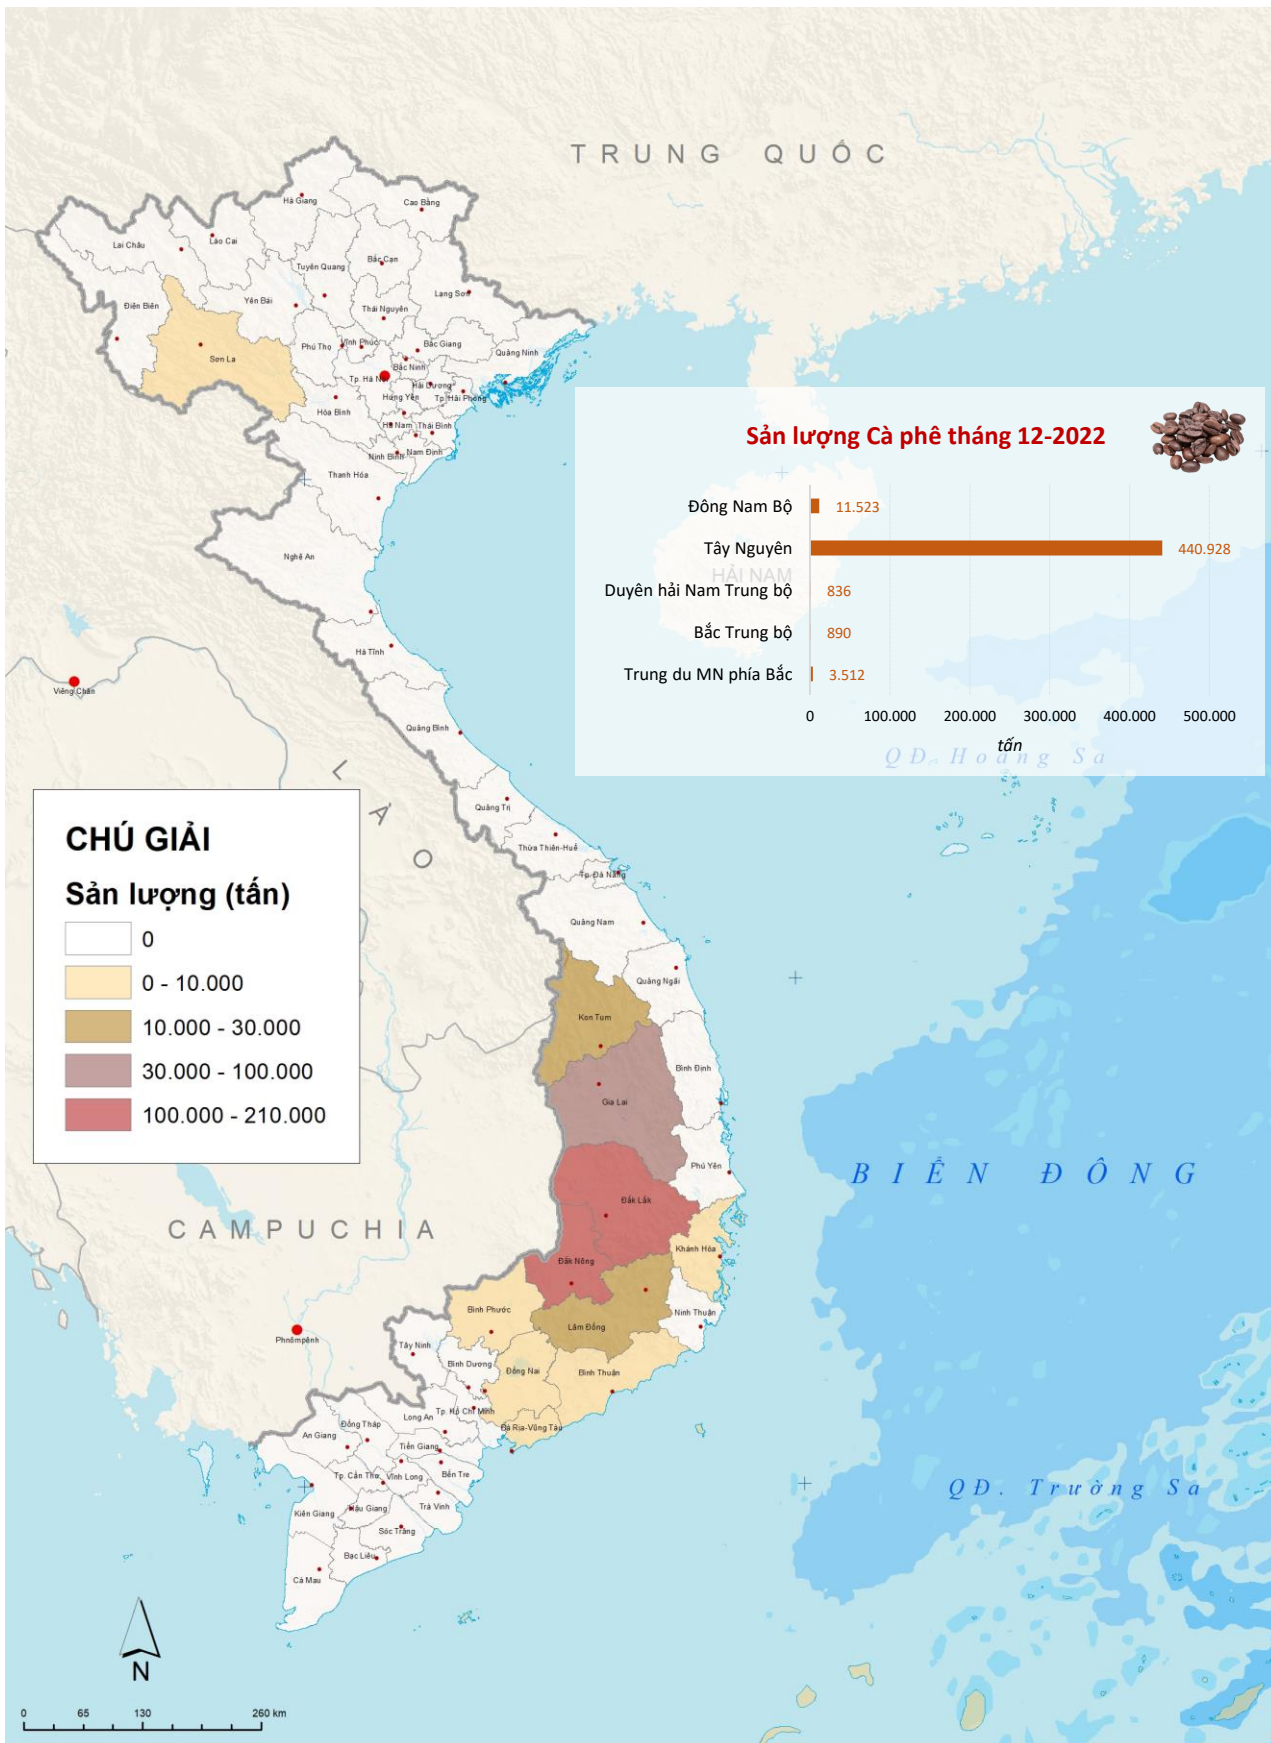 TRUNG QUỐC
Hà Giang
Cao Bằng
Lai Châu
Lào Cai
Bắc Cạn
Tuyên Quang
Lạng Sơn
Điện Biên
Yên Bái
Thái Nguyên
Phú Thọ
Vĩnh Phúc
Bắc Giang
Quảng Ninh
Sơn La
Bắc Ninh
Tp. Hà Nội
Hải Dương
Hưng Yên
Tp. Hải Phòng
Hòa Bình
Hà Nam
Thái Bình
Ninh Bình
Nam Định
Thanh Hóa
Nghệ An
Hà Tĩnh
Viêng Chăn
Quảng Bình
LÀO
Quảng Trị
Thừa Thiên-Huế
Tp. Đà Nẵng
Quảng Nam
Quảng Ngãi
Kon Tum
Bình Định
Gia Lai
Phú Yên
Đắk Lắk
Khánh Hòa
Đắk Nông
Ninh Thuận
Bình Phước
Lâm Đồng
Tây Ninh
Bình Dương
Đồng Nai
Bình Thuận
Tp. Hồ Chí Minh
Bà Rịa-Vũng Tàu
Long An
Đồng Tháp
An Giang
Tiền Giang
Tp. Cần Thơ
Vĩnh Long
Bến Tre
Kiên Giang
Hậu Giang
Trà Vinh
Sóc Trăng
Bạc Liêu
Cà Mau
CAMPUCHIA
Phnômpênh
HẢI NAM
QĐ. Hoàng Sa
BIỂN ĐÔNG
QĐ. Trường Sa
Sản lượng Cà phê tháng 12-2022
Đông Nam Bộ 11.523
Tây Nguyên 440.928
Duyên hải Nam Trung bộ 836
Bắc Trung bộ 890
Trung du MN phía Bắc 3.512
0 100.000 200.000 300.000 400.000 500.000
tấn
CHÚ GIẢI
Sản lượng (tấn)
0
0 - 10.000
10.000 - 30.000
30.000 - 100.000
100.000 - 210.000
N
0 65 130 260 km